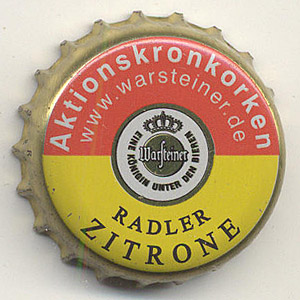 Aktionskronkorken
www.warsteiner.de
Warsteiner
EINE KÖNIGIN UNTER DEN BIEREN
RADLER
ZITRONE